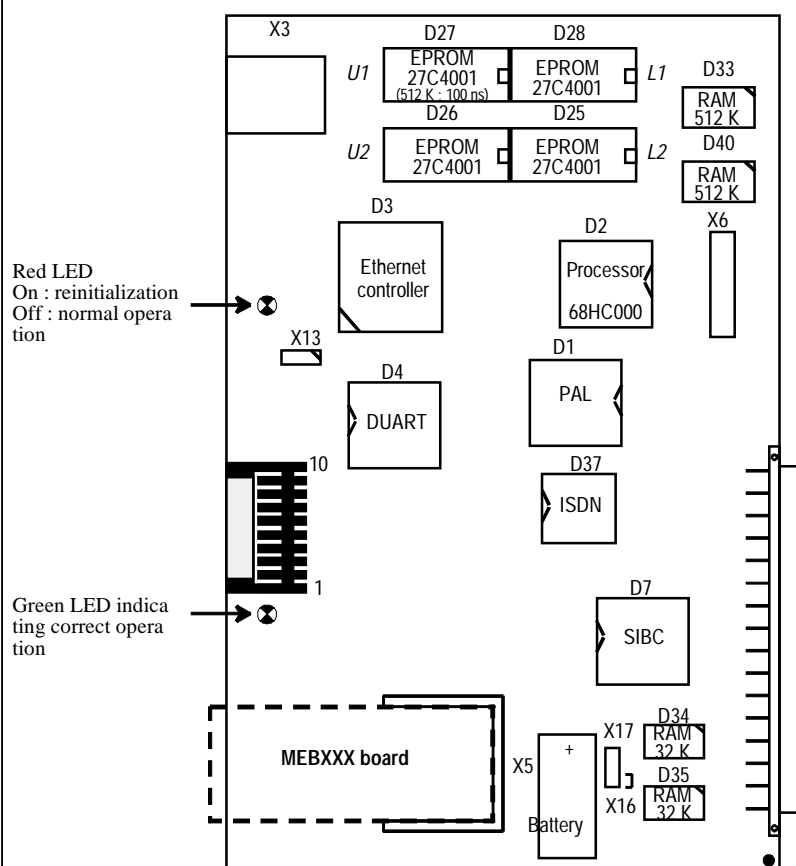 X3
D27
D28
U1
EPROM
27C4001
(512 K : 100 ns)
EPROM
27C4001
L1
D33
RAM
512 K
D26
D25
U2
EPROM
27C4001
EPROM
27C4001
L2
D40
RAM
512 K
X6
D3
D2
Ethernet
controller
Processor
68HC000
Red LED
On : reinitialization
Off : normal opera
tion
X13
D1
PAL
D4
DUART
10
D37
ISDN
1
Green LED indica
ting correct opera
tion
D7
SIBC
MEBXXX board
X5
+
Battery
X17
X16
D34
RAM
32 K
D35
RAM
32 K